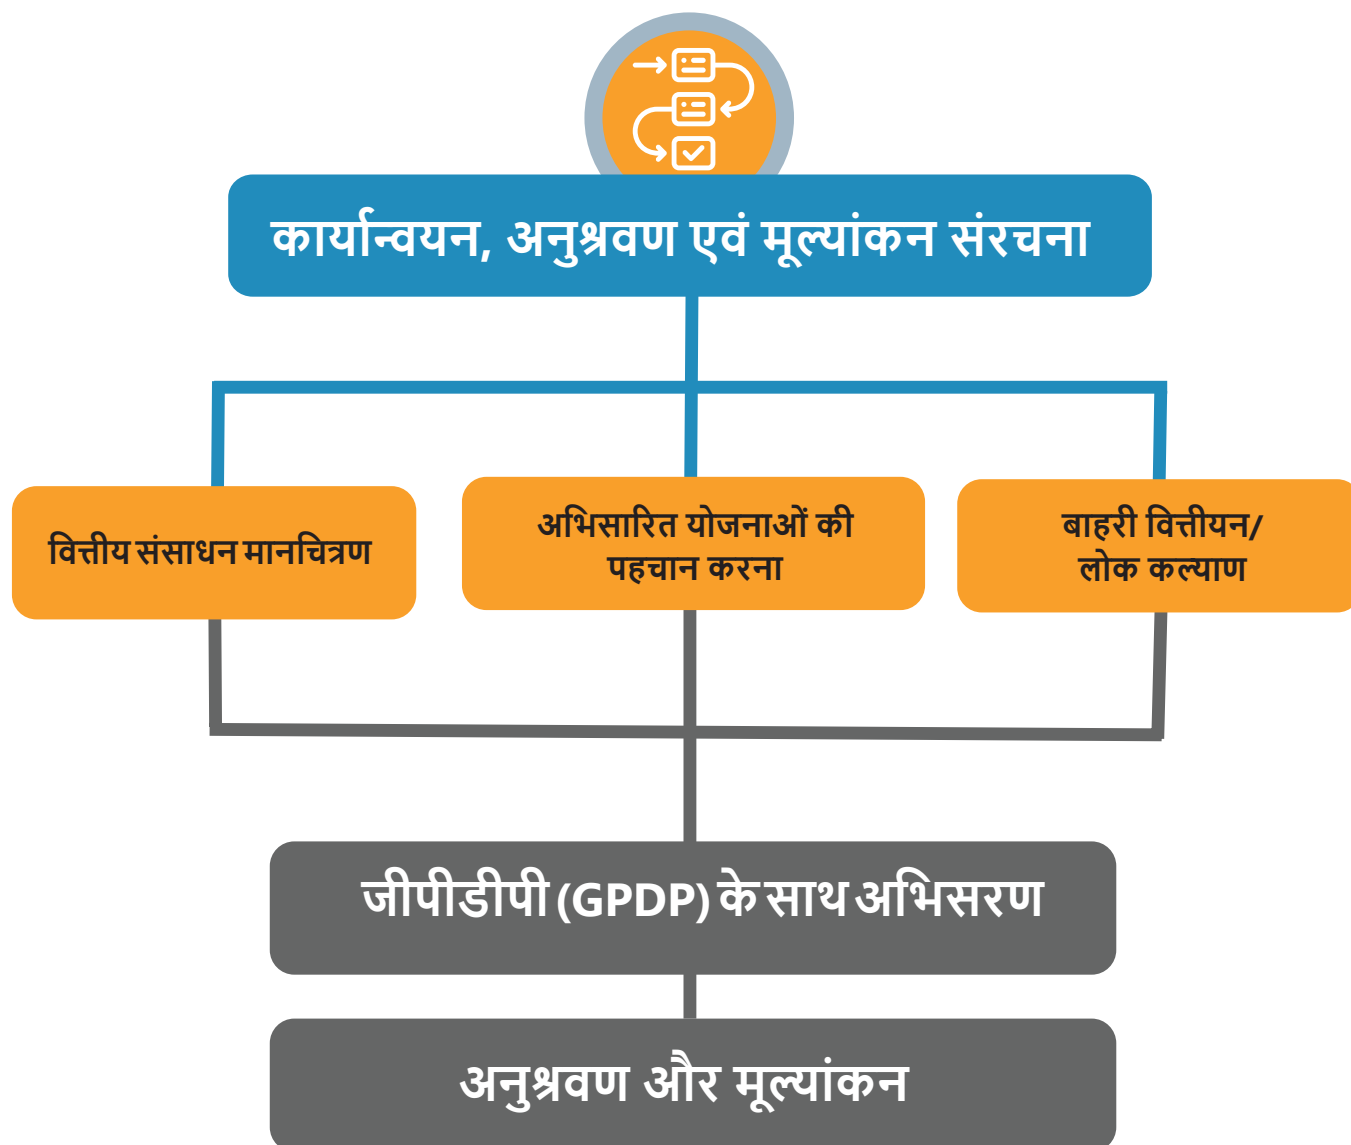 कार्यान्वयन, अनुश्रवण एवं मूल्यांकन संरचना
वित्तीय संसाधन मानचित्रण
अभिसारित योजनाओं की
पहचान करना
बाहरी वित्तीयन/
लोक कल्याण
जीपीडीपी (GPDP) के साथ अभिसरण
अनुश्रवण और मूल्यांकन